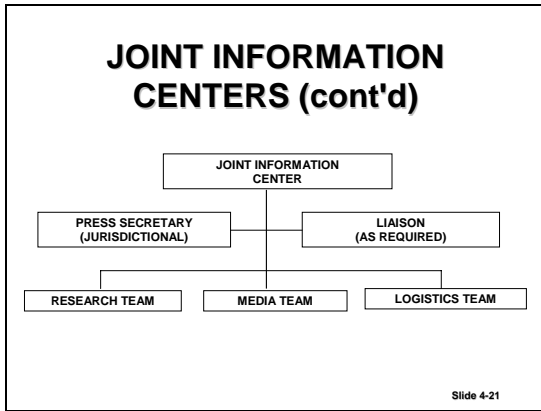 JOINT INFORMATION
CENTERS (cont'd)
JOINT INFORMATION
CENTER
PRESS SECRETARY
(JURISDICTIONAL)
LIAISON
(AS REQUIRED)
RESEARCH TEAM
MEDIA TEAM
LOGISTICS TEAM
Slide 4-21